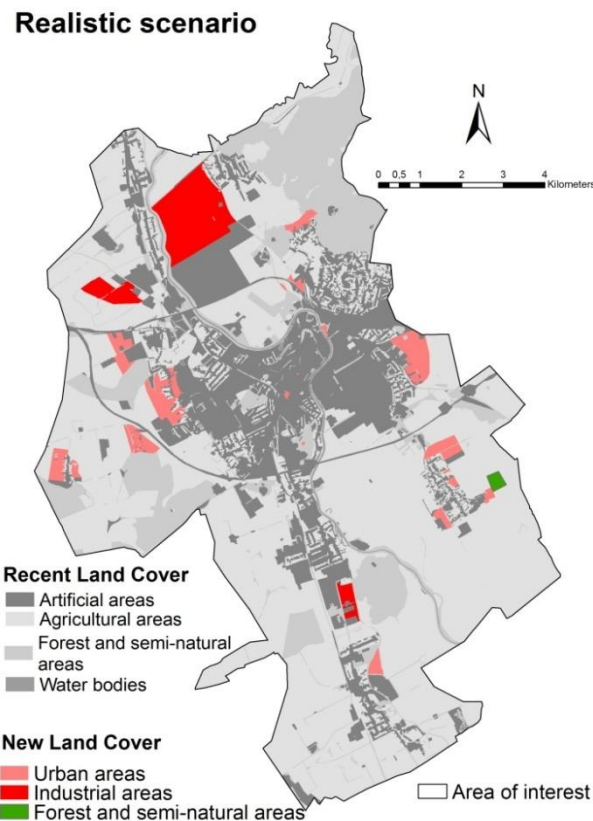 Realistic scenario
N
0 0,5 1 2 3 4
Kilometers
Recent Land Cover
Artificial areas
Agricultural areas
Forest and semi-natural
areas
Water bodies
New Land Cover
Urban areas
Industrial areas
Forest and semi-natural areas
Area of interest